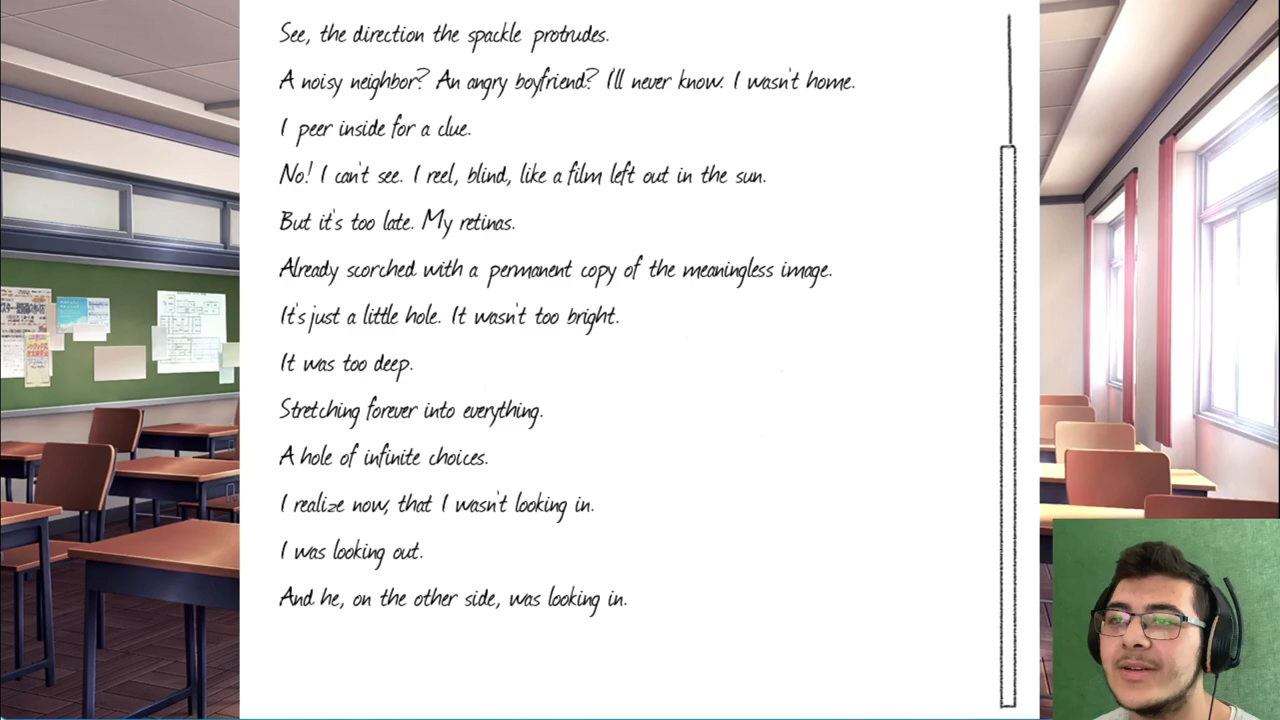 See, the direction the spackle protrudes.
A noisy neighbor? An angry boyfriend? I'll never know. I wasn't home.
I peer inside for a clue.
No! I can't see. I reel, blind, like a film left out in the sun.
But it's too late. My retinas.
Already scorched with a permanent copy of the meaningless image.
It's just a little hole. It wasn't too bright.
It was too deep.
Stretching forever into everything.
A hole of infinite choices.
I realize now, that I wasn't looking in.
I was looking out.
And he, on the other side, was looking in.